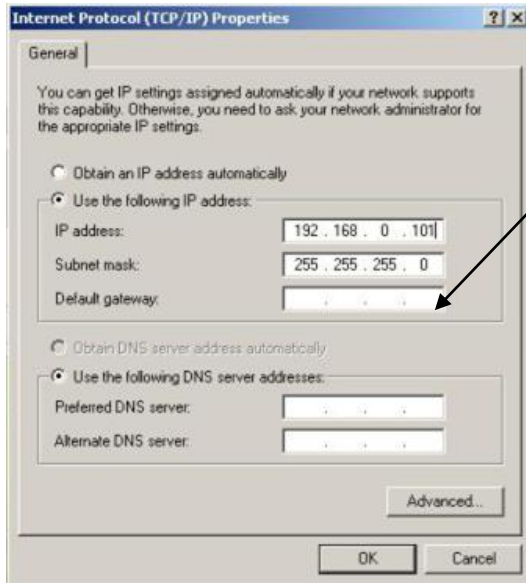 Internet Protocol (TCP/IP) Properties
General
You can get IP settings assigned automatically if your network supports
this capability. Otherwise, you need to ask your network administrator for
the appropriate IP settings.
Obtain an IP address automatically
Use the following IP address:
IP address: 192 . 168 . 0 . 101
Subnet mask: 255 . 255 . 255 . 0
Default gateway: . . .
Obtain DNS server address automatically
Use the following DNS server addresses:
Preferred DNS server: . . .
Alternate DNS server: . . .
Advanced...
OK Cancel